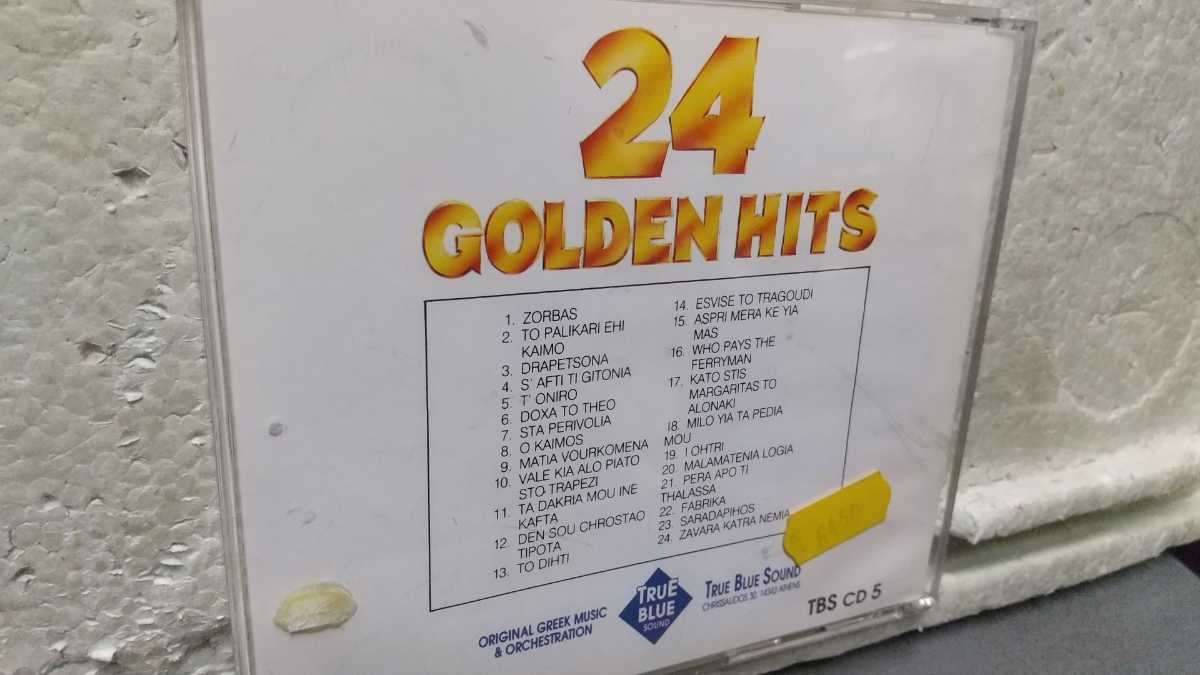 24
GOLDEN HITS
1. ZORBAS
2. TO PALIKARI EHI
KAIMO
3. DRAPETSONA
4. S' AFTI TI GITONIA
5. T' ONIRO
6. DOXA TO THEO
7. STA PERIVOLIA
8. O KAIMOS
9. MATIA VOURKOMENA
10. VALE KIA ALO PIATO
STO TRAPEZI
11. TA DAKRIA MOU INE
KAFTA
12. DEN SOU CHROSTAO
TIPOTA
13. TO DIHTI
14. ESVISE TO TRAGOUDI
15. ASPRI MERA KE YIA
MAS
16. WHO PAYS THE
FERRYMAN
17. KATO STIS
MARGARITAS TO
ALONAKI
18. MILO YIA TA PEDIA
MOU
19. I OHTRI
20. MALAMATENIA LOGIA
21. PERA APO TI
THALASSA
22. FABRIKA
23. SARADAPIHOS
24. ZAVARA KATRA NEMIA
ORIGINAL GREEK MUSIC
& ORCHESTRATION
TRUE
BLUE
SOUND
TRUE BLUE SOUND
CHRISSALIDOS 30, 14343 ATHENS
TBS CD 5